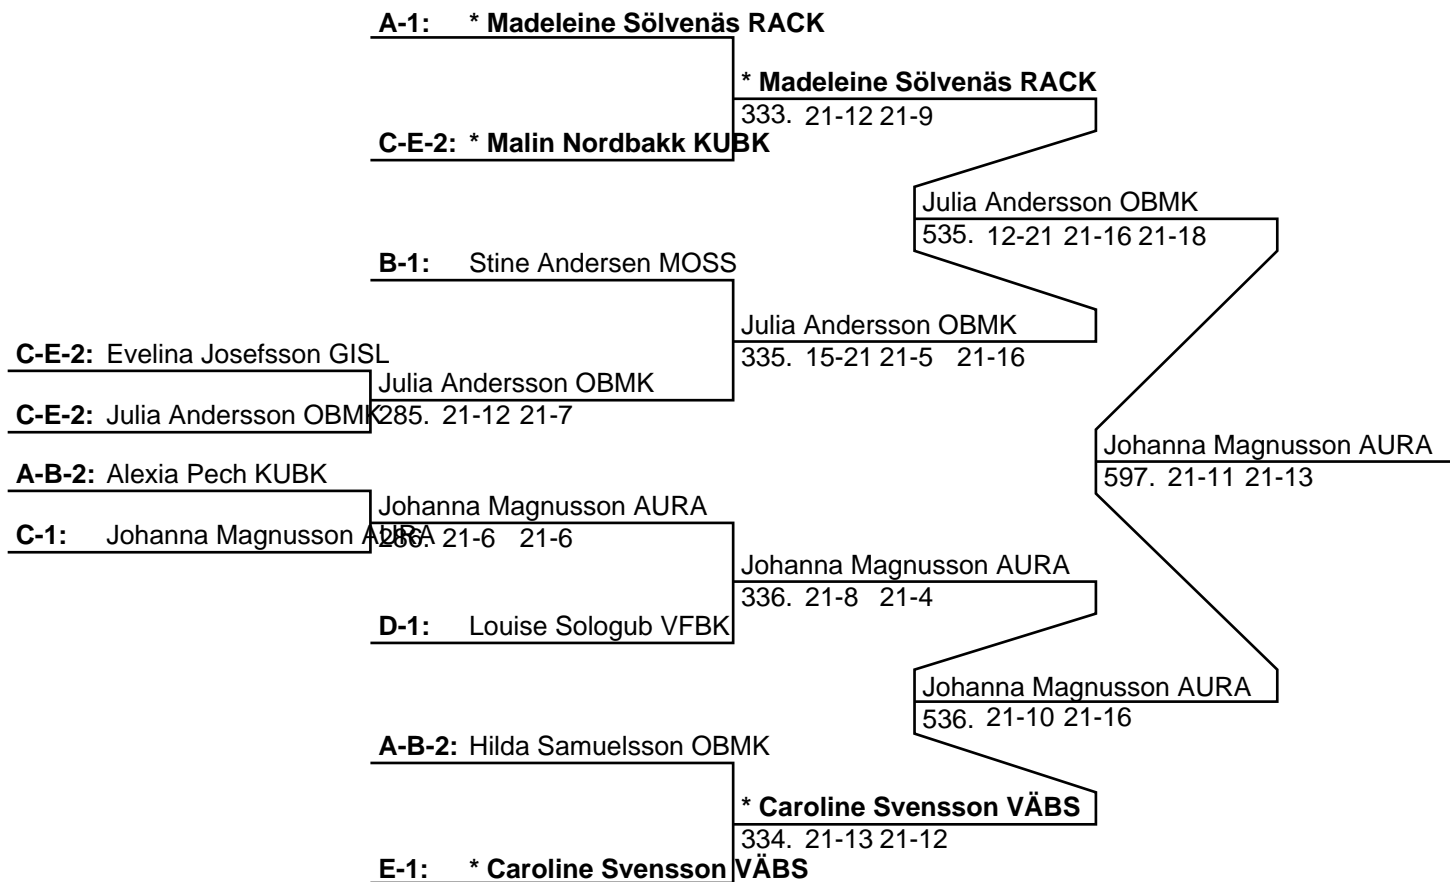 A-1: * Madeleine Sölvenäs RACK
* Madeleine Sölvenäs RACK
333. 21-12 21-9
C-E-2: * Malin Nordbakk KUBK
Julia Andersson OBMK
535. 12-21 21-16 21-18
B-1: Stine Andersen MOSS
Julia Andersson OBMK
335. 15-21 21-5 21-16
C-E-2: Evelina Josefsson GISL
Julia Andersson OBMK
285. 21-12 21-7
C-E-2: Julia Andersson OBMK
Johanna Magnusson AURA
597. 21-11 21-13
A-B-2: Alexia Pech KUBK
Johanna Magnusson AURA
286. 21-6 21-6
C-1: Johanna Magnusson AURA
Johanna Magnusson AURA
336. 21-8 21-4
D-1: Louise Sologub VFBK
Johanna Magnusson AURA
536. 21-10 21-16
A-B-2: Hilda Samuelsson OBMK
* Caroline Svensson VÄBS
334. 21-13 21-12
E-1: * Caroline Svensson VÄBS